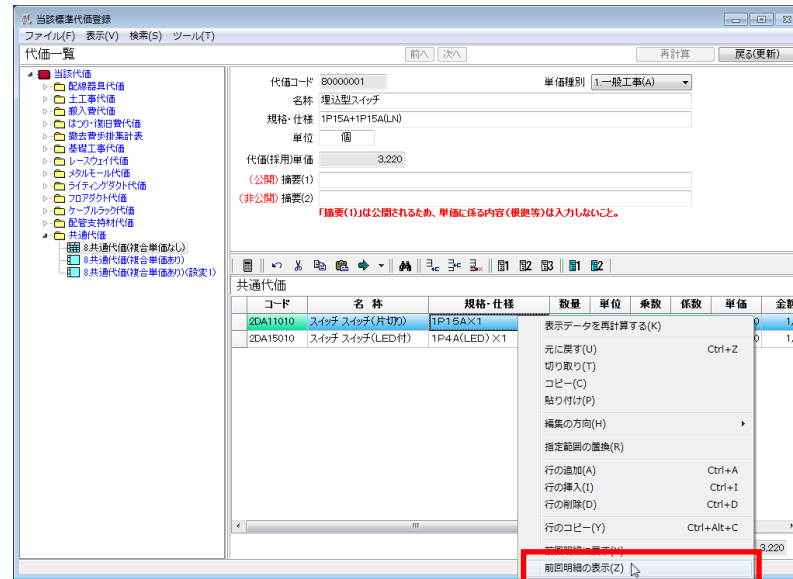 当該標準代価登録
ファイル(F) 表示(V) 検索(S) ツール(T)
代価一覧 前へ 次へ 再計算 戻る(更新)
当該代価
配線器具代価
土工事代価
搬入費代価
はつり・復旧費代価
撤去費歩掛集計表
基礎工事代価
レースウェイ代価
メタルモール代価
ライティングダクト代価
フロアダクト代価
ケーブルラック代価
配管支持材代価
共通代価
8.共通代価(複合単価なし)
8.共通代価(複合単価あり)
8.共通代価(複合単価あり)(設変1)
代価コード 80000001 単価種別 1.一般工事(A)
名称 埋込型スイッチ
規格・仕様 1P15A+1P15A(LN)
単位 個
代価(採用)単価 3,220
(公開) 摘要(1)
(非公開) 摘要(2)
「摘要(1)」は公開されるため、単価に係る内容(根拠等)は入力しないこと。
共通代価
コード 名 称 規格・仕様 数量 単位 乗数 係数 単価 金額
2DA11010 スイッチ スイッチ(片切り) 1P15A×1 0 1,
2DA15010 スイッチ スイッチ(LED付) 1P4A(LED)×1 0 1,
表示データを再計算する(K)
元に戻す(U) Ctrl+Z
切り取り(T)
コピー(C)
貼り付け(P)
編集の方向(H)
指定範囲の置換(R)
行の追加(A) Ctrl+A
行の挿入(I) Ctrl+I
行の削除(D) Ctrl+D
行のコピー(Y) Ctrl+Alt+C
3,220
前回明細の表示(Z)